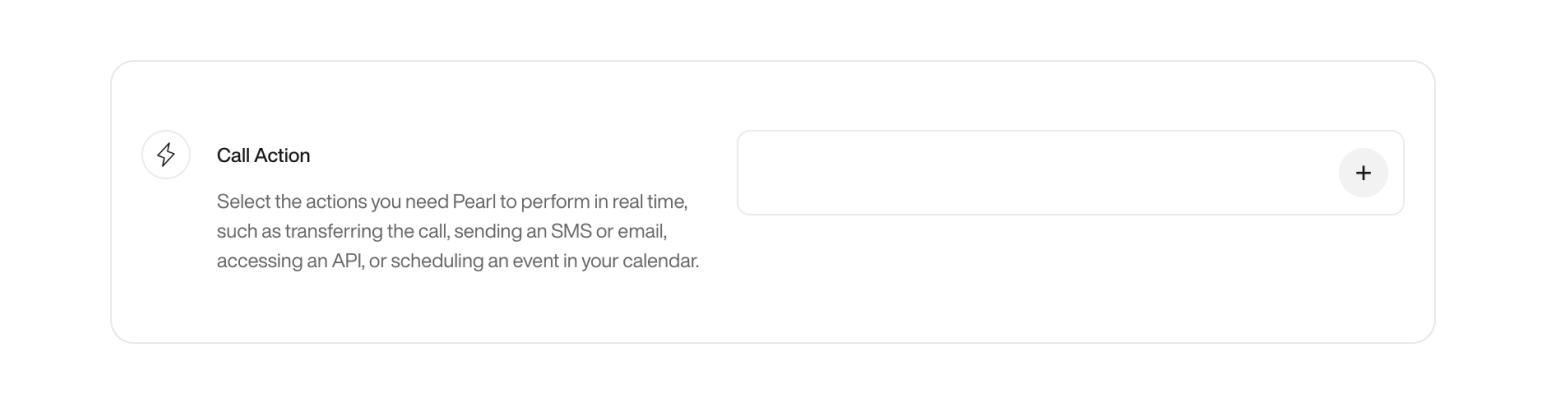 Call Action
Select the actions you need Pearl to perform in real time,
such as transferring the call, sending an SMS or email,
accessing an API, or scheduling an event in your calendar.